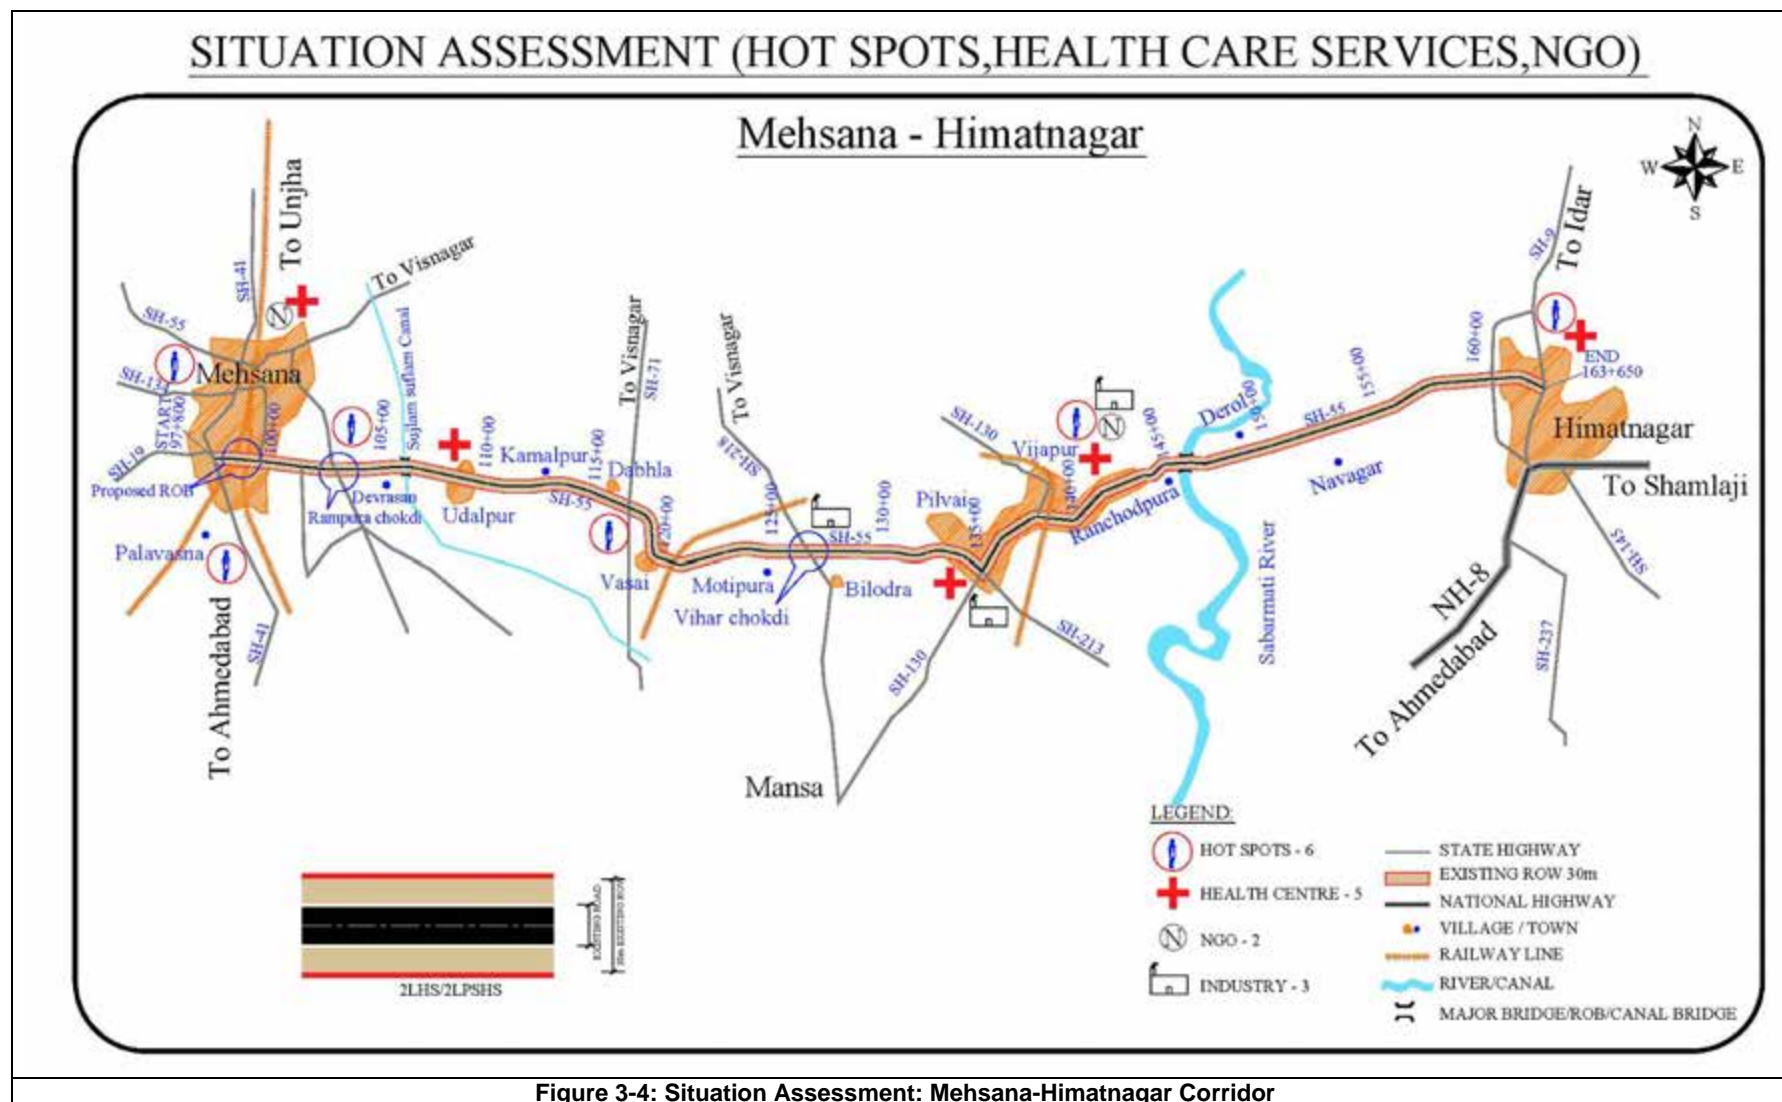 SITUATION ASSESSMENT (HOT SPOTS,HEALTH CARE SERVICES,NGO)
Mehsana - Himatnagar
N
W E
S
To Unjha
SH-41
To Visnagar
SH-55
N
Mehsana
SH-134
START
97+800
SH-19
100+00
Proposed ROB
Rampura chokdi
105+00
Sujlam suflam Canal
Devrasan
Palavasna
To Ahmedabad
SH-41
110+00
Udalpur
Kamalpur
SH-55
115+00
Dabhla
To Visnagar
SH-71
Vasai
120+00
To Visnagar
SH-218
125+00
Motipura
Vihar chokdi
SH-55
130+00
Bilodra
Mansa
SH-130
Pilvai
135+00
SH-130
SH-213
Vijapur
N
140+00
145+00
Ranchodpura
Derol
150+00
Sabarmati River
Navagar
SH-55
155+00
160+00
SH-9
To Idar
END
163+650
Himatnagar
To Shamlaji
SH-145
NH-8
To Ahmedabad
SH-237
2LHS/2LPSHS
EXISTING ROAD
30m EXISTING ROW
LEGEND:
HOT SPOTS - 6
HEALTH CENTRE - 5
N NGO - 2
INDUSTRY - 3
STATE HIGHWAY
EXISTING ROW 30m
NATIONAL HIGHWAY
VILLAGE / TOWN
RAILWAY LINE
RIVER/CANAL
MAJOR BRIDGE/ROB/CANAL BRIDGE
Figure 3-4: Situation Assessment: Mehsana-Himatnagar Corridor